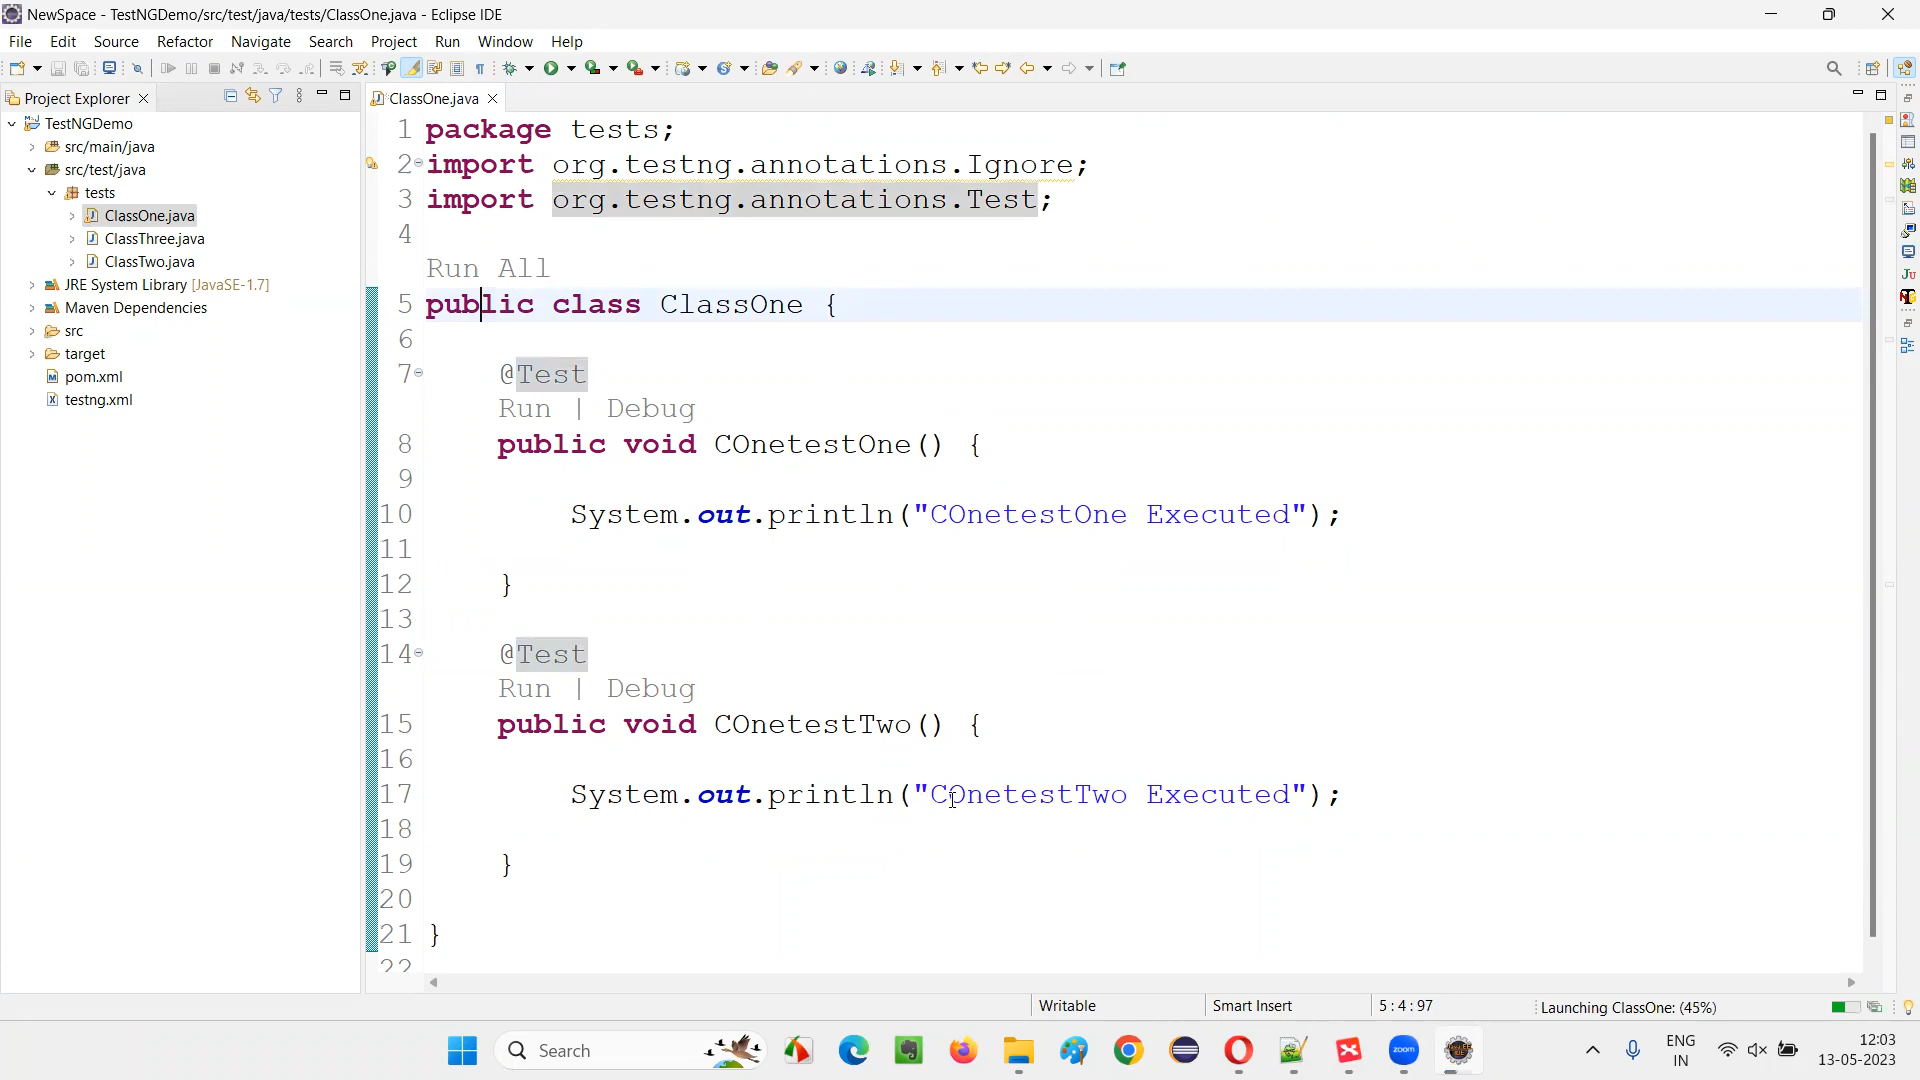 NewSpace - TestNGDemo/src/test/java/tests/ClassOne.java - Eclipse IDE
File Edit Source Refactor Navigate Search Project Run Window Help
Project Explorer
TestNGDemo
src/main/java
src/test/java
tests
ClassOne.java
ClassThree.java
ClassTwo.java
JRE System Library [JavaSE-1.7]
Maven Dependencies
src
target
pom.xml
testng.xml
ClassOne.java
1 package tests;
2 import org.testng.annotations.Ignore;
3 import org.testng.annotations.Test;
4
Run All
5 public class ClassOne {
6
7 @Test
Run | Debug
8 public void COnetestOne() {
9
10 System.out.println("COnetestOne Executed");
11
12 }
13
14 @Test
Run | Debug
15 public void COnetestTwo() {
16
17 System.out.println("COnetestTwo Executed");
18
19 }
20
21 }
22
Writable Smart Insert 5 : 4 : 97 Launching ClassOne: (45%)
Search
zoom
ENG
IN
12:03
13-05-2023